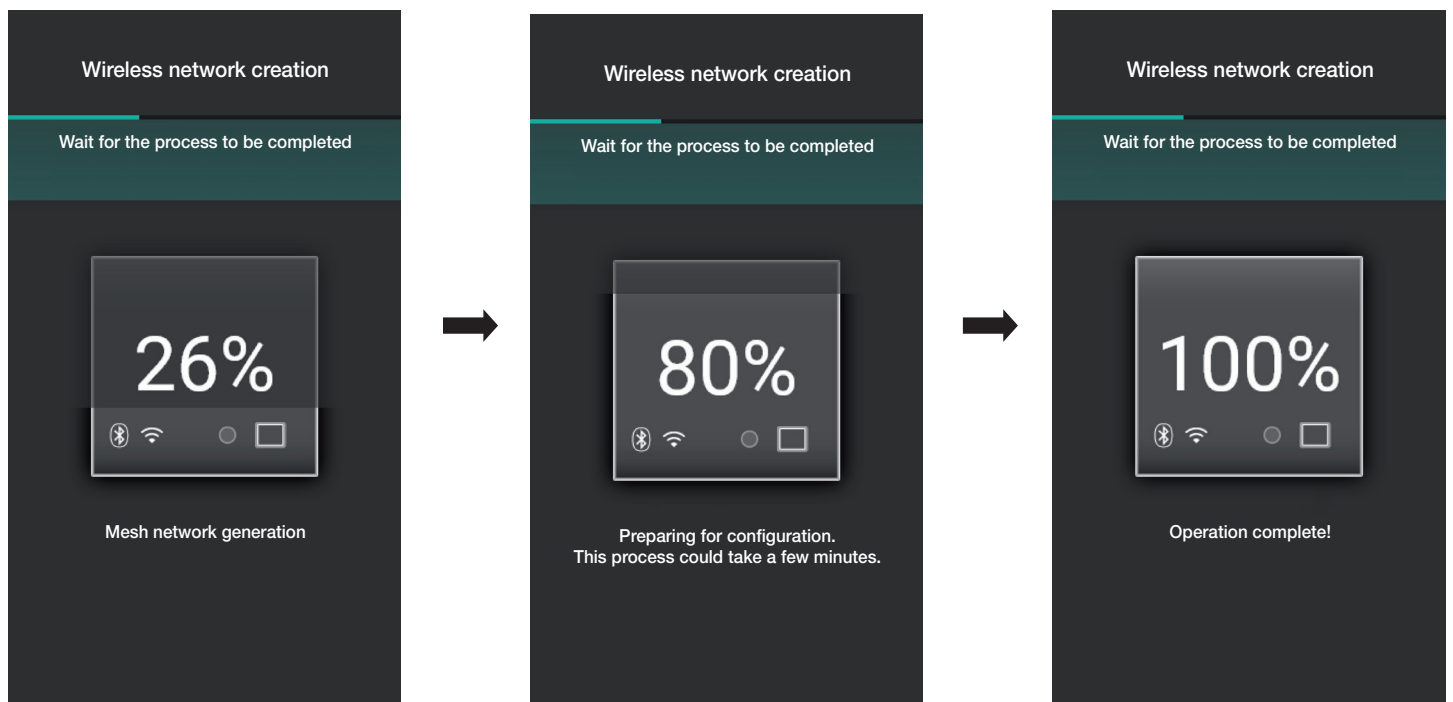 Wireless network creation
Wait for the process to be completed
26%
Mesh network generation
Wireless network creation
Wait for the process to be completed
80%
Preparing for configuration.
This process could take a few minutes.
Wireless network creation
Wait for the process to be completed
100%
Operation complete!